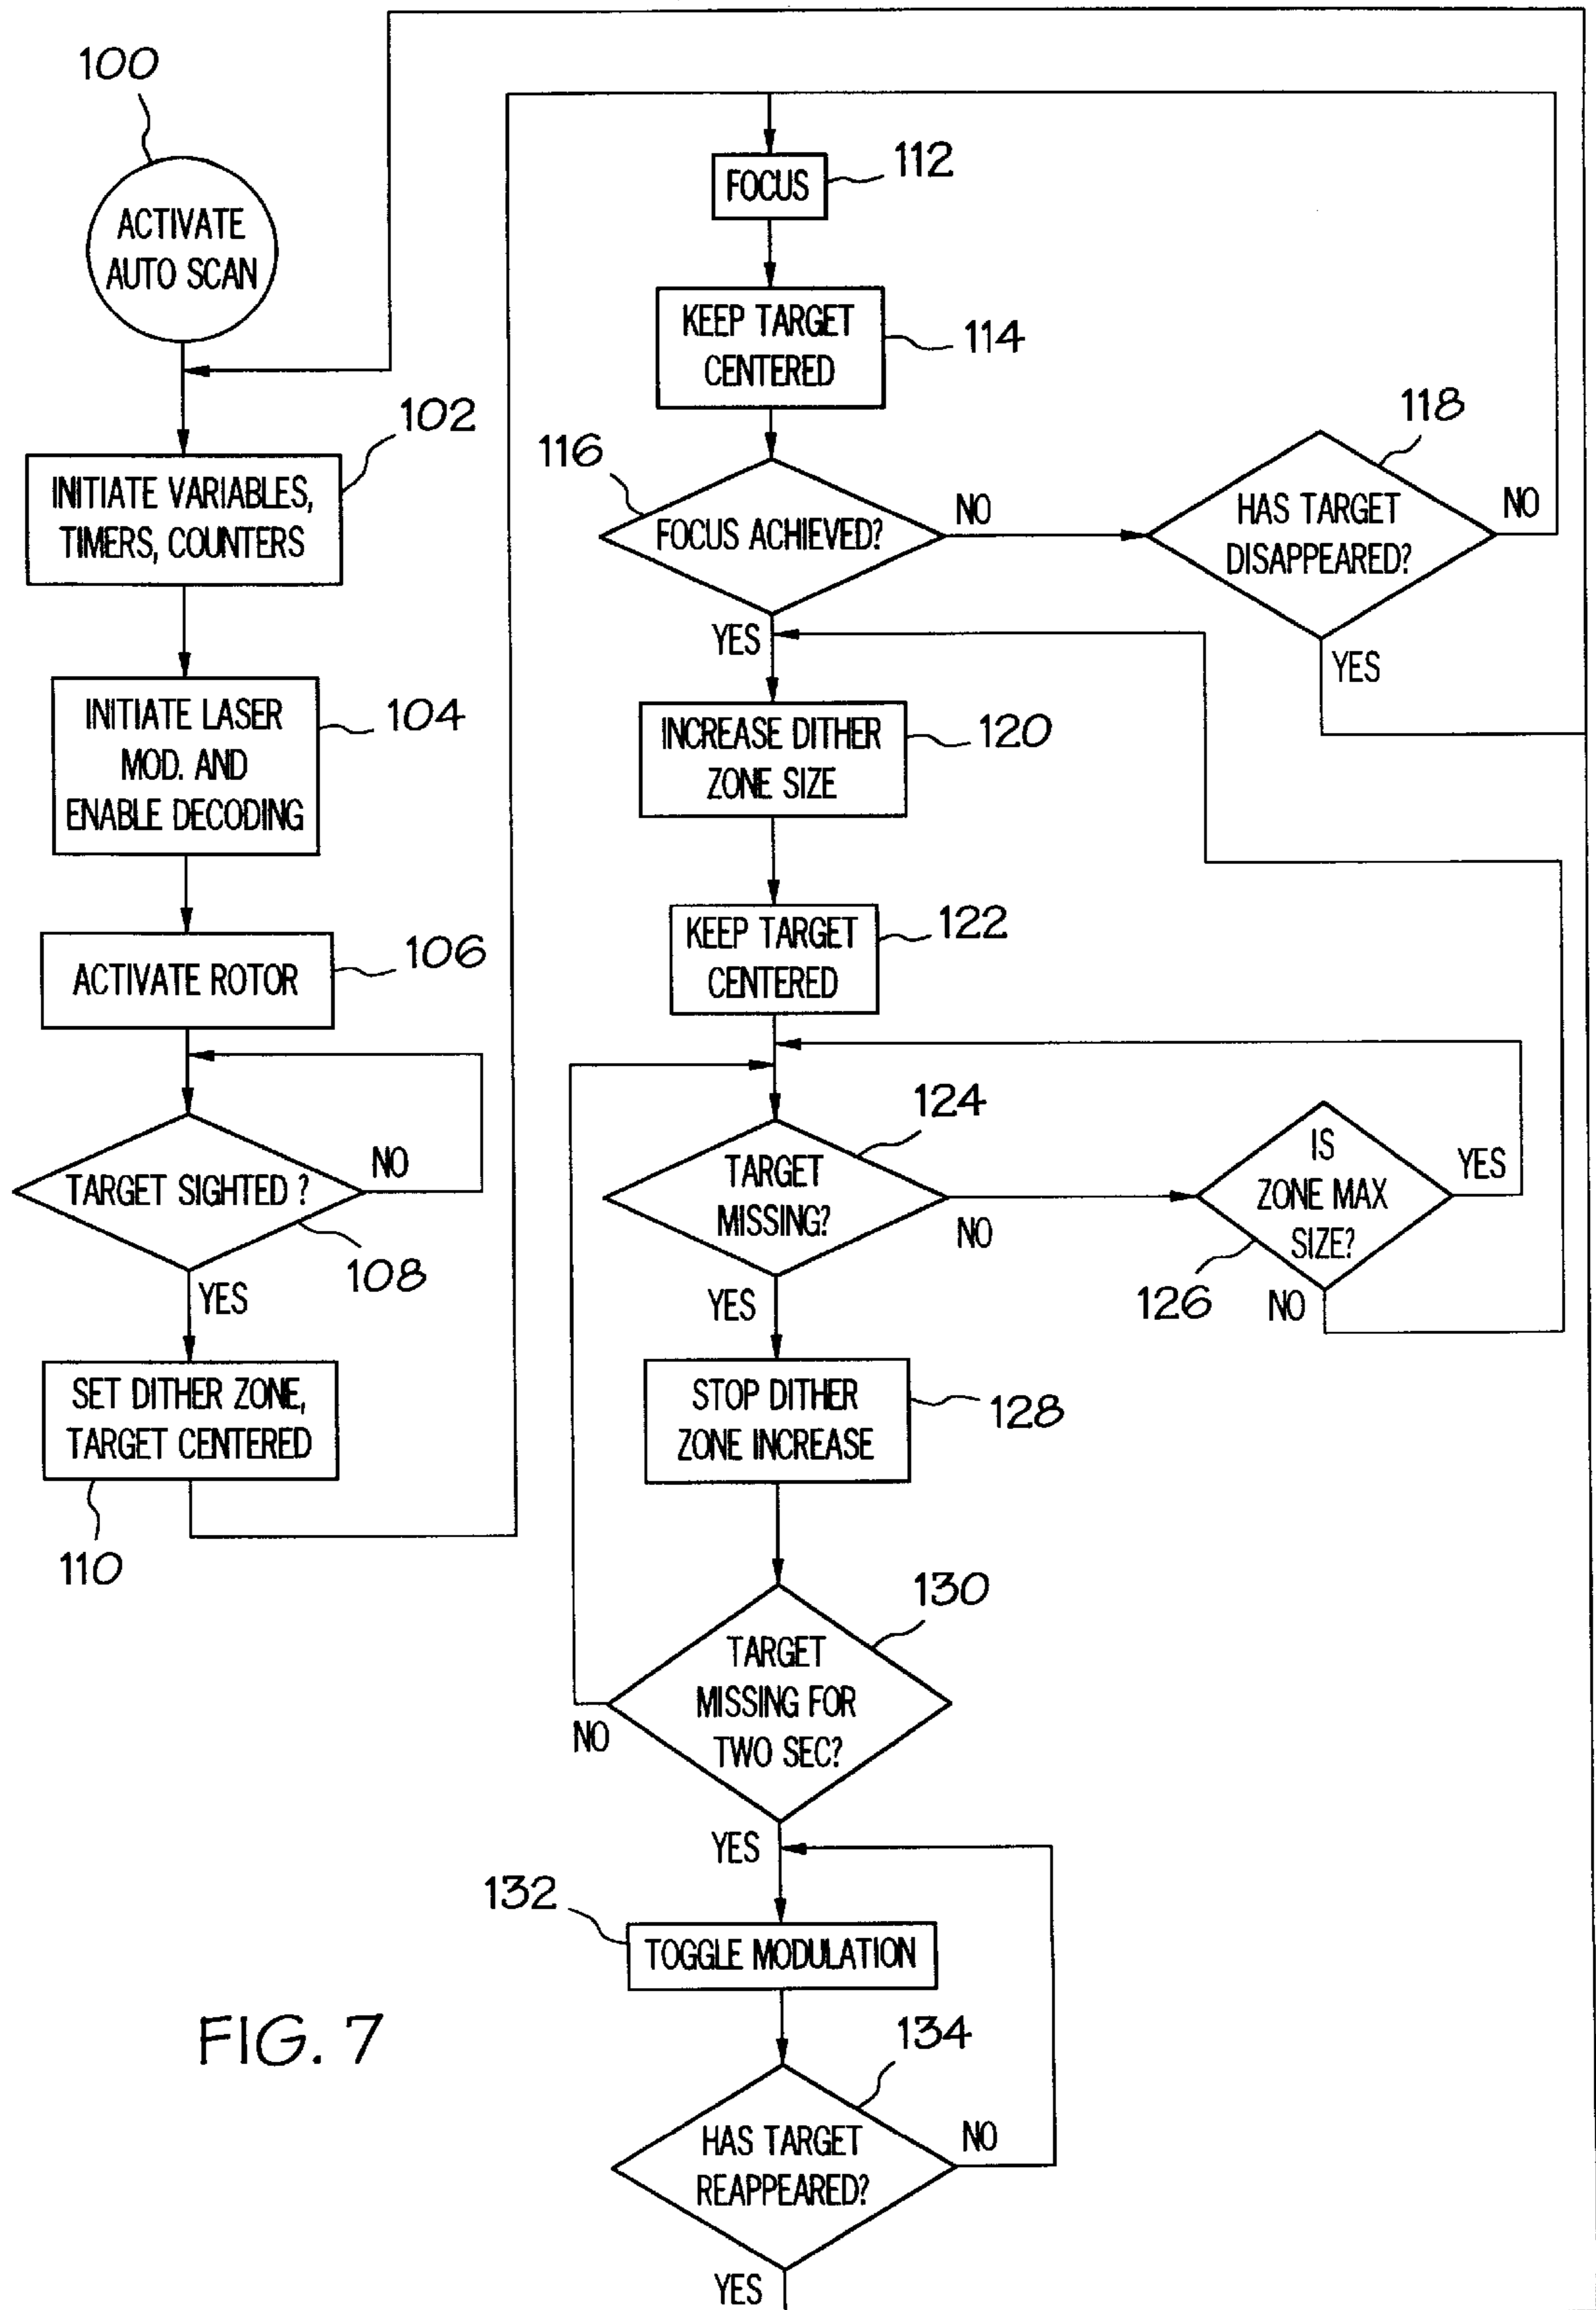 100
ACTIVATE
AUTO SCAN
102
INITIATE VARIABLES,
TIMERS, COUNTERS
INITIATE LASER
MOD. AND
ENABLE DECODING
104
ACTIVATE ROTOR
106
TARGET SIGHTED ?
NO
108
YES
SET DITHER ZONE,
TARGET CENTERED
110
FOCUS
112
KEEP TARGET
CENTERED
114
116
FOCUS ACHIEVED?
NO
YES
118
HAS TARGET
DISAPPEARED?
NO
YES
INCREASE DITHER
ZONE SIZE
120
KEEP TARGET
CENTERED
122
124
TARGET
MISSING?
NO
YES
IS
ZONE MAX
SIZE?
YES
126
NO
STOP DITHER
ZONE INCREASE
128
130
TARGET
MISSING FOR
TWO SEC?
NO
YES
132
TOGGLE MODULATION
134
HAS TARGET
REAPPEARED?
NO
YES
FIG. 7